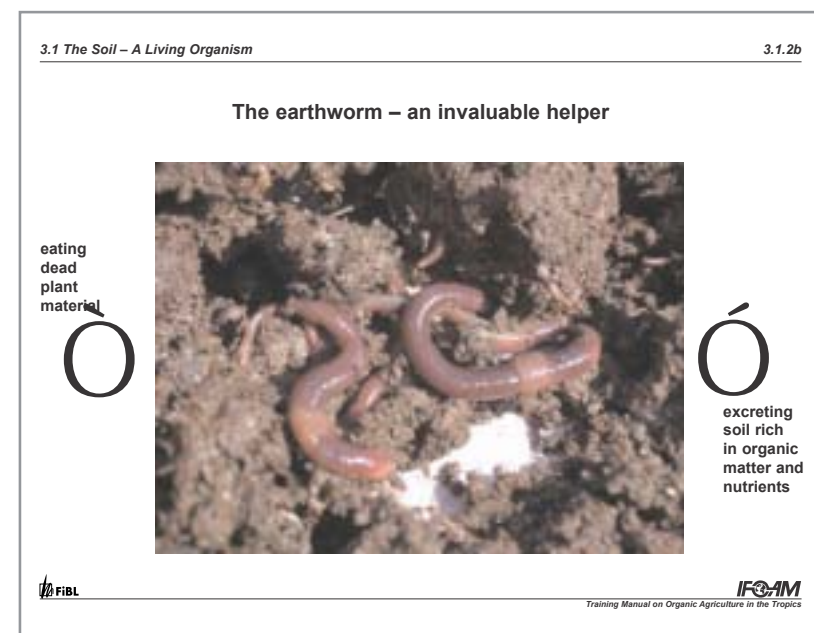 3.1 The Soil – A Living Organism 3.1.2b
The earthworm – an invaluable helper
eating
dead
plant
material
Ò
Ó
excreting
soil rich
in organic
matter and
nutrients
FiBL
IFOAM
Training Manual on Organic Agriculture in the Tropics